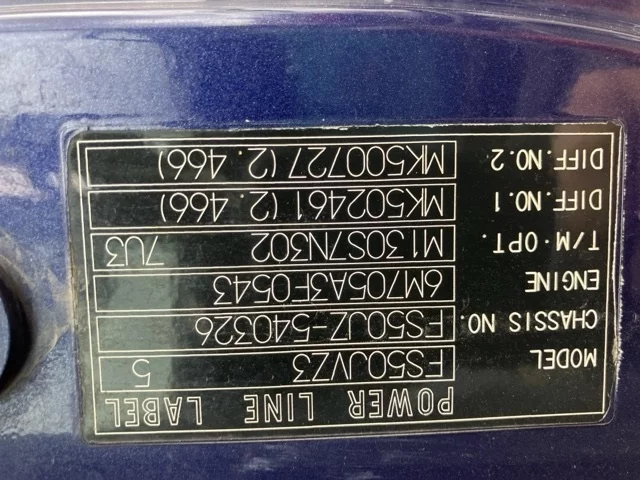 POWER LINE LABEL
MODEL FS50JVZ3 5
CHASSIS NO. FS50JZ-540326
ENGINE 6M705A3F0543
T/M·OPT. M130S7N302 7U3
DIFF.NO.1 MK502461 (2. 466)
DIFF.NO.2 MK500727 (2. 466)